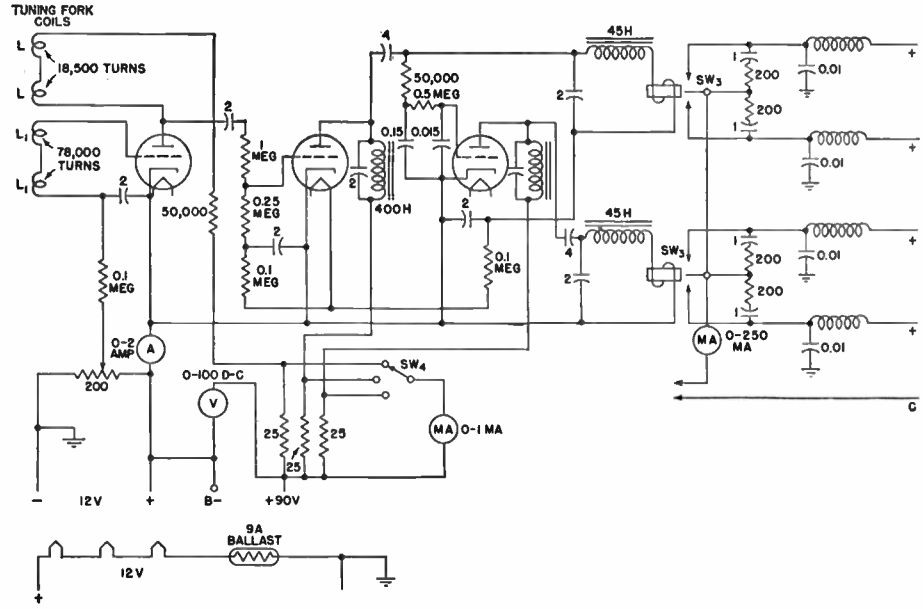 TUNING FORK
COILS
L
18,500 TURNS
L
L1
78,000
TURNS
L1
2
50,000
0.1
MEG
0-2
AMP
A
200
0-100 D-C
V
-
12V
+
B-
+90V
2
1
MEG
0.25
MEG
2
0.1
MEG
4
2
400H
0.15
50,000
0.5 MEG
0.015
2
0.1
MEG
25
25
25
SW4
MA
0-1 MA
45H
2
45H
4
2
SW3
1
200
200
1
0.01
+
0.01
+
SW3
1
200
200
1
0.01
+
0.01
+
MA
0-250
MA
C
9A
BALLAST
12V
+